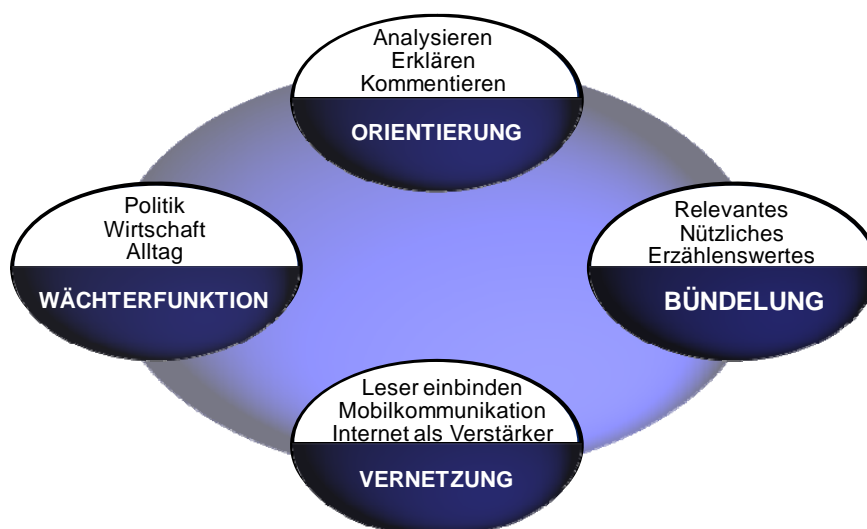 Analysieren
Erklären
Kommentieren
ORIENTIERUNG
Politik
Wirtschaft
Alltag
WÄCHTERFUNKTION
Relevantes
Nützliches
Erzählenswertes
BÜNDELUNG
Leser einbinden
Mobilkommunikation
Internet als Verstärker
VERNETZUNG